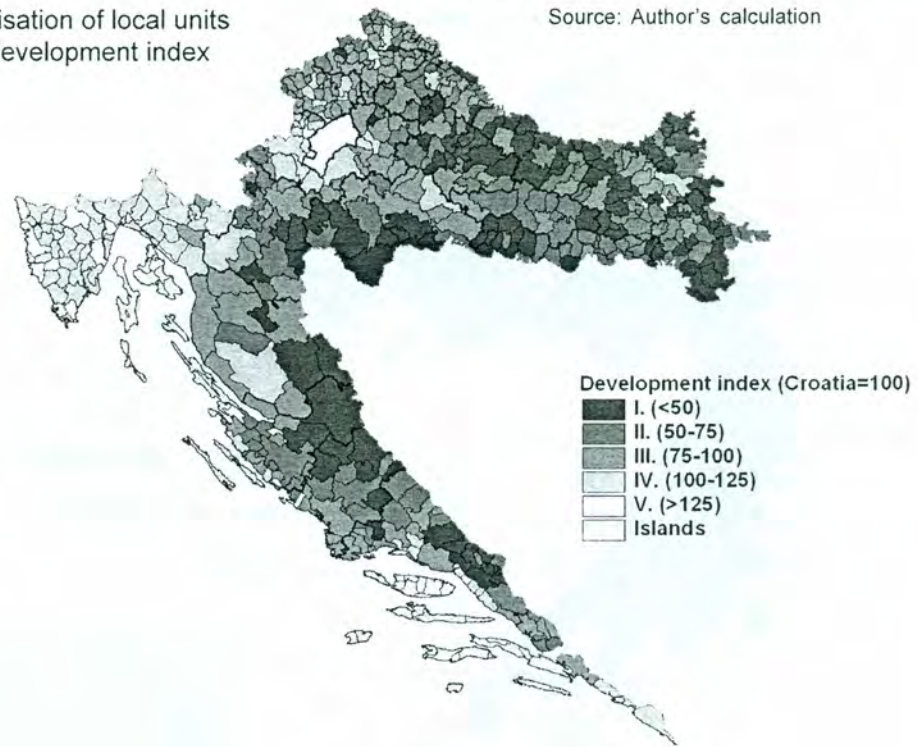 isation of local units
evelopment index
Source: Author's calculation
Development index (Croatia=100)
I. (<50)
II. (50-75)
III. (75-100)
IV. (100-125)
V. (>125)
Islands